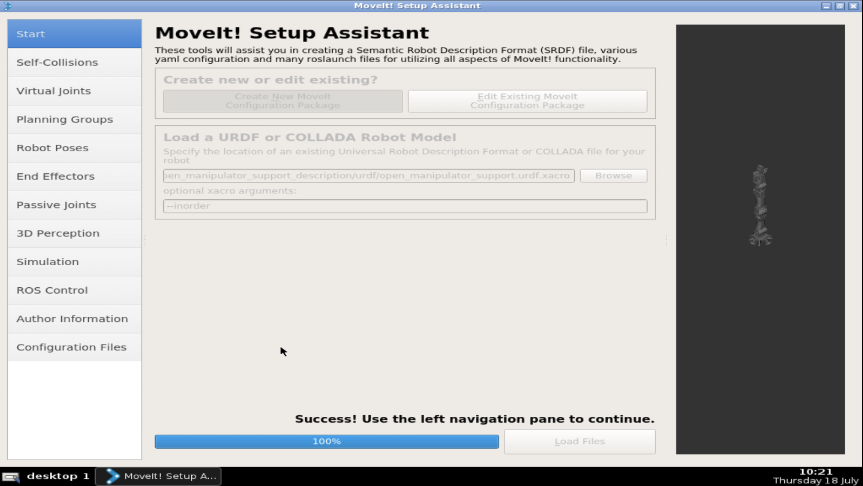 MoveIt! Setup Assistant
Start
Self-Collisions
Virtual Joints
Planning Groups
Robot Poses
End Effectors
Passive Joints
3D Perception
Simulation
ROS Control
Author Information
Configuration Files
MoveIt! Setup Assistant
These tools will assist you in creating a Semantic Robot Description Format (SRDF) file, various
yaml configuration and many roslaunch files for utilizing all aspects of MoveIt! functionality.
Create new or edit existing?
Create New MoveIt
Configuration Package
Edit Existing MoveIt
Configuration Package
Load a URDF or COLLADA Robot Model
Specify the location of an existing Universal Robot Description Format or COLLADA file for your
robot
pen_manipulator_support_description/urdf/open_manipulator_support.urdf.xacro
Browse
optional xacro arguments:
--inorder
Success! Use the left navigation pane to continue.
100%
Load Files
desktop 1
MoveIt! Setup A...
10:21
Thursday 18 July